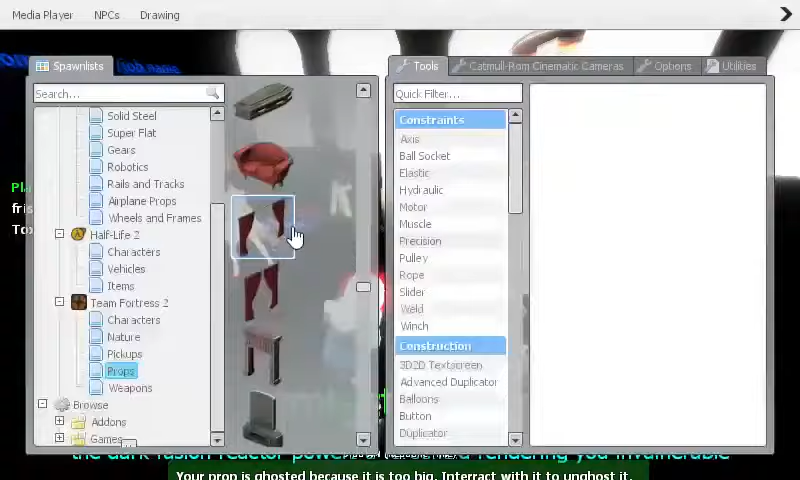 Media Player
NPCs
Drawing
Spawnlists
Tools
Catmull-Rom Cinematic Cameras
Options
Utilities
Search...
Quick Filter...
Solid Steel
Super Flat
Gears
Robotics
Rails and Tracks
Airplane Props
Wheels and Frames
Half-Life 2
Characters
Vehicles
Items
Team Fortress 2
Characters
Nature
Pickups
Props
Weapons
Browse
Addons
Games
Constraints
Axis
Ball Socket
Elastic
Hydraulic
Motor
Muscle
Precision
Pulley
Rope
Slider
Weld
Winch
Construction
3D2D Textscreen
Advanced Duplicator
Balloons
Button
Duplicator
rendering you invulnerable
Your prop is ghosted because it is too big. Interract with it to unghost it.